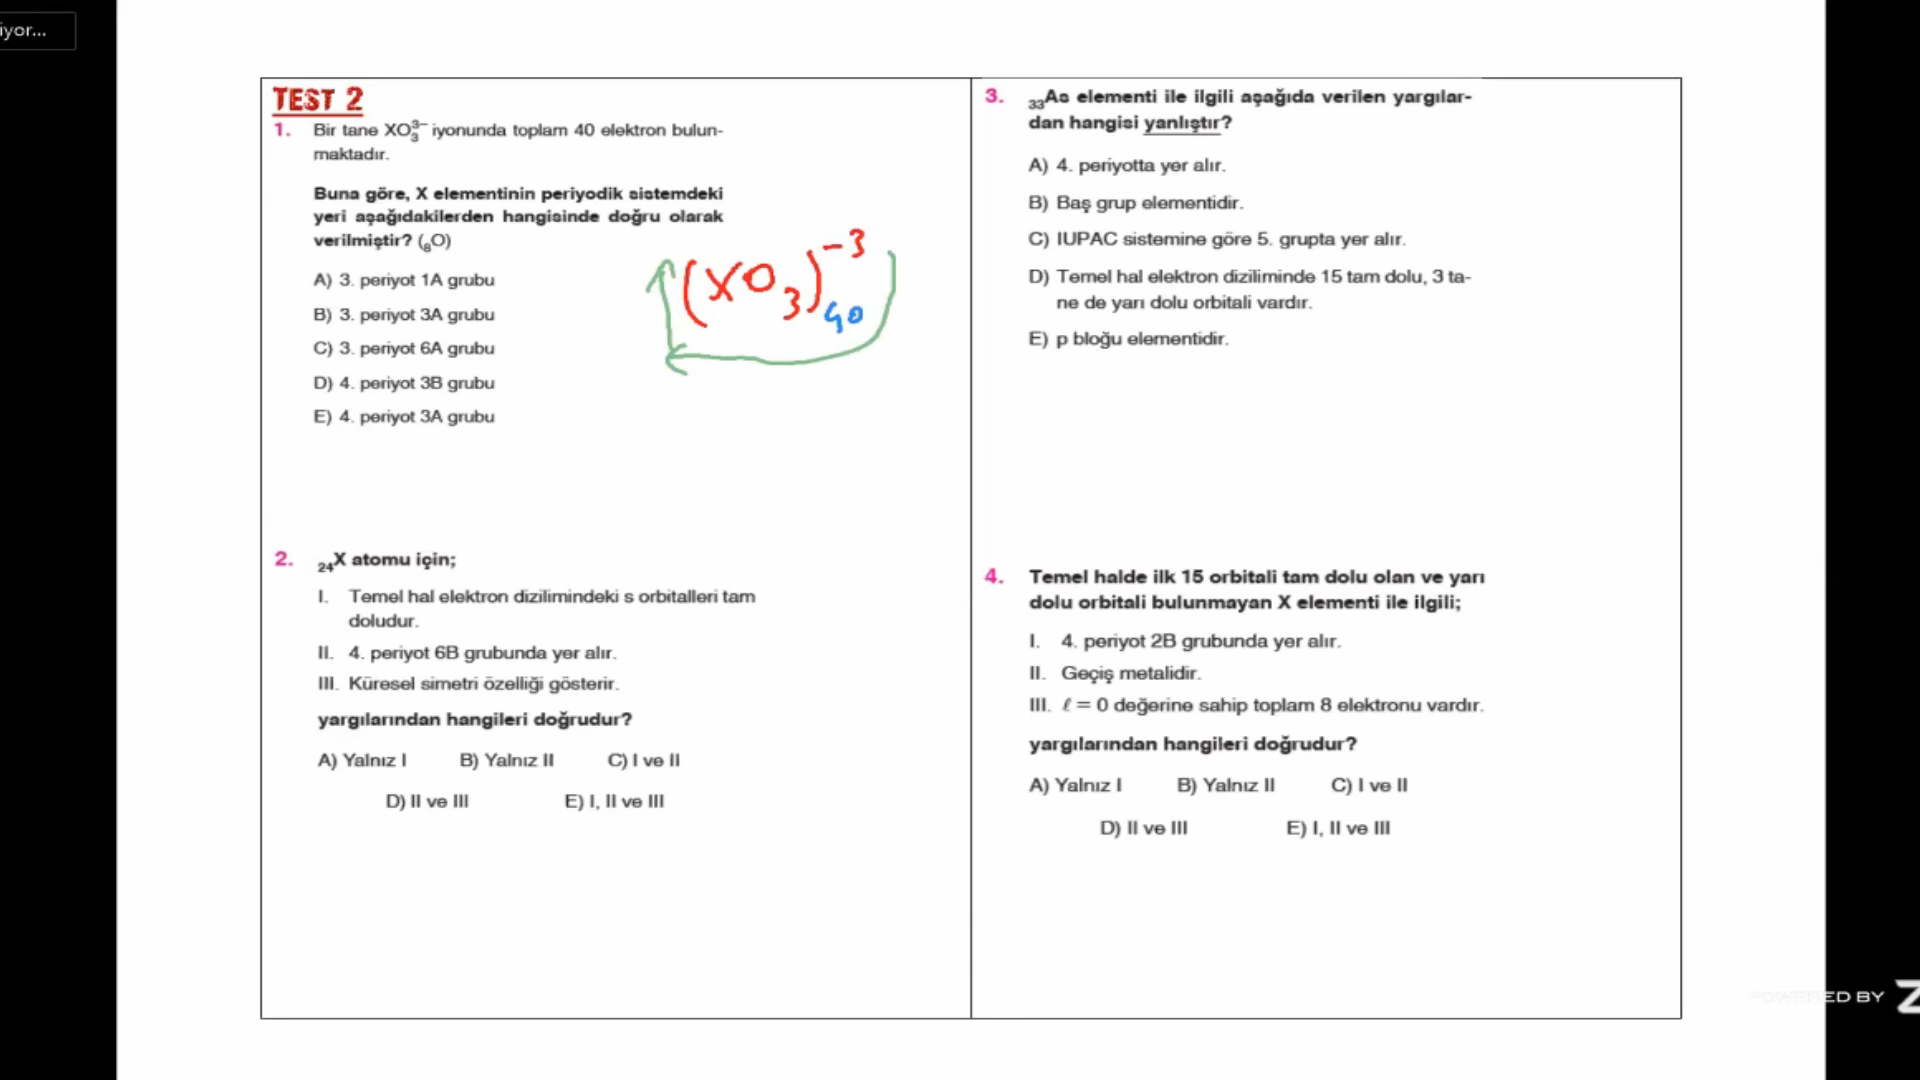 iyor...
TEST 2
1. Bir tane XO₃³⁻ iyonunda toplam 40 elektron bulun-
maktadır.
Buna göre, X elementinin periyodik sistemdeki
yeri aşağıdakilerden hangisinde doğru olarak
verilmiştir? (₈O)
A) 3. periyot 1A grubu
B) 3. periyot 3A grubu
C) 3. periyot 6A grubu
D) 4. periyot 3B grubu
E) 4. periyot 3A grubu
(XO₃)⁻³
40
2. ₂₄X atomu için;
I. Temel hal elektron dizilimindeki s orbitalleri tam
doludur.
II. 4. periyot 6B grubunda yer alır.
III. Küresel simetri özelliği gösterir.
yargılarından hangileri doğrudur?
A) Yalnız I B) Yalnız II C) I ve II
D) II ve III E) I, II ve III
3. ₃₃As elementi ile ilgili aşağıda verilen yargılar-
dan hangisi yanlıştır?
A) 4. periyotta yer alır.
B) Baş grup elementidir.
C) IUPAC sistemine göre 5. grupta yer alır.
D) Temel hal elektron diziliminde 15 tam dolu, 3 ta-
ne de yarı dolu orbitali vardır.
E) p bloğu elementidir.
4. Temel halde ilk 15 orbitali tam dolu olan ve yarı
dolu orbitali bulunmayan X elementi ile ilgili;
I. 4. periyot 2B grubunda yer alır.
II. Geçiş metalidir.
III. ℓ = 0 değerine sahip toplam 8 elektronu vardır.
yargılarından hangileri doğrudur?
A) Yalnız I B) Yalnız II C) I ve II
D) II ve III E) I, II ve III
POWERED BY Z